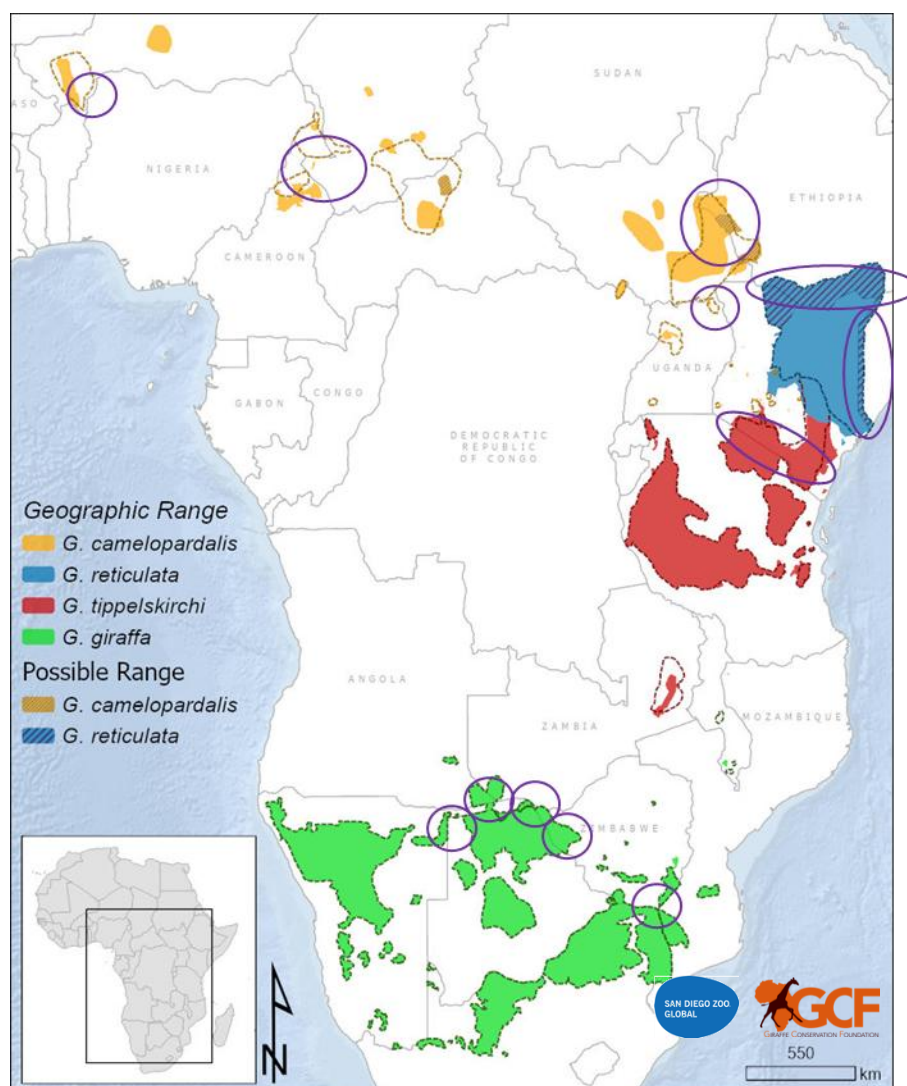 SUDAN
ASO
NIGERIA
ETHIOPIA
CAMEROON
UGANDA
GABON
CONGO
DEMOCRATIC
REPUBLIC
OF CONGO
Geographic Range
G. camelopardalis
G. reticulata
G. tippelskirchi
G. giraffa
Possible Range
G. camelopardalis
G. reticulata
ANGOLA
ZAMBIA
MOZAMBIQUE
ZIMBABWE
N
SAN DIEGO ZOO
GLOBAL
GCF
GIRAFFE CONSERVATION FOUNDATION
550
km